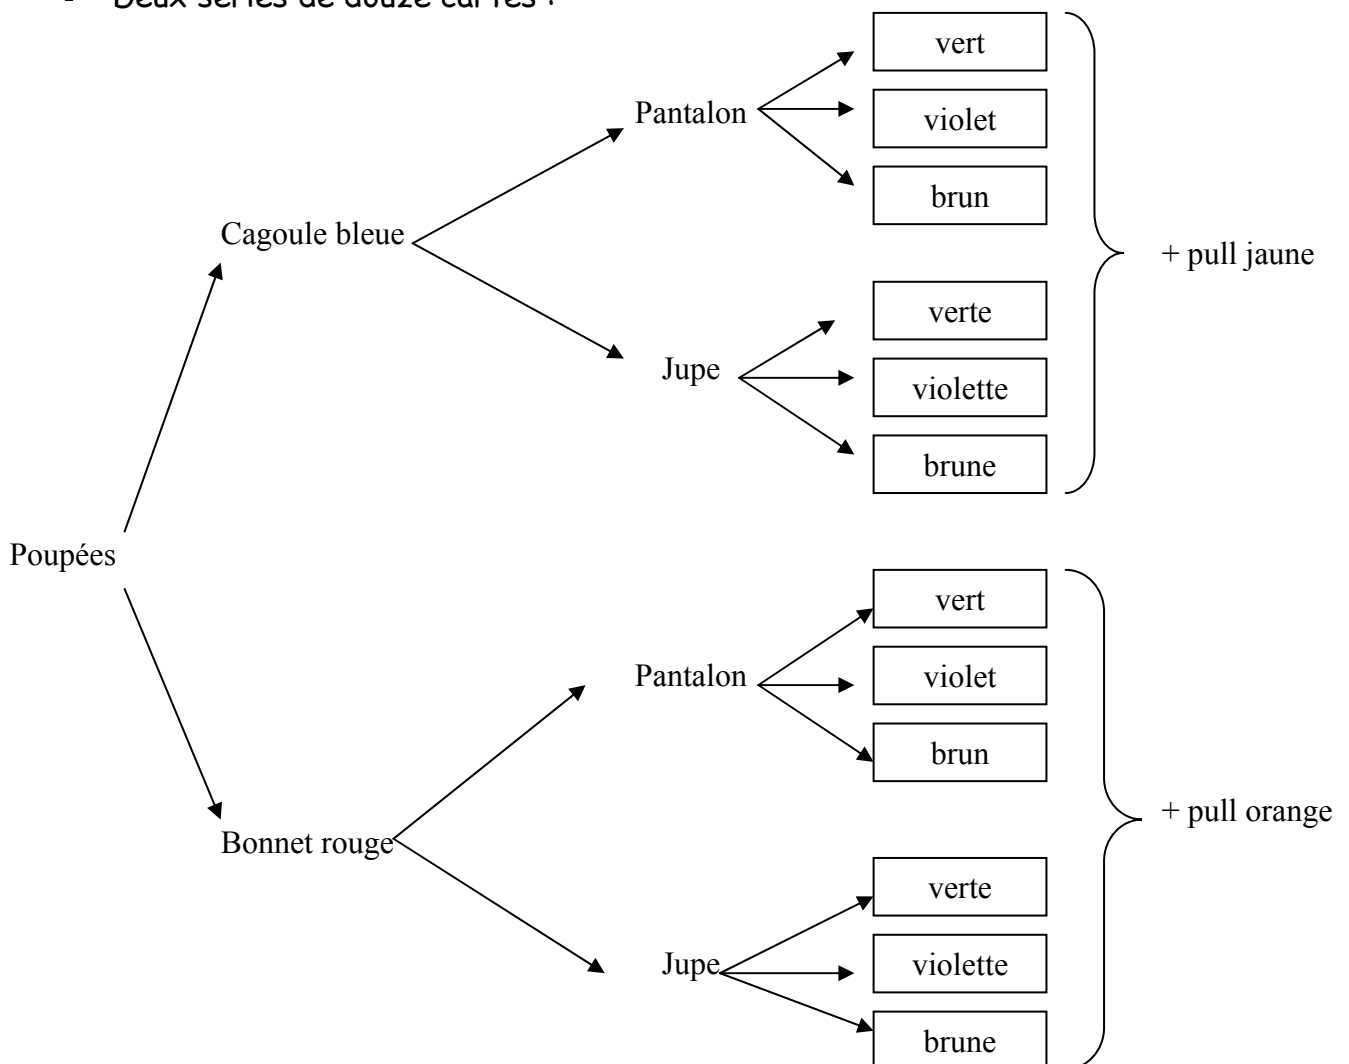 - Deux séries de douze cartes :
vert
Pantalon
violet
brun
Cagoule bleue
+ pull jaune
verte
Jupe
violette
brune
Poupées
vert
Pantalon
violet
brun
+ pull orange
Bonnet rouge
verte
Jupe
violette
brune